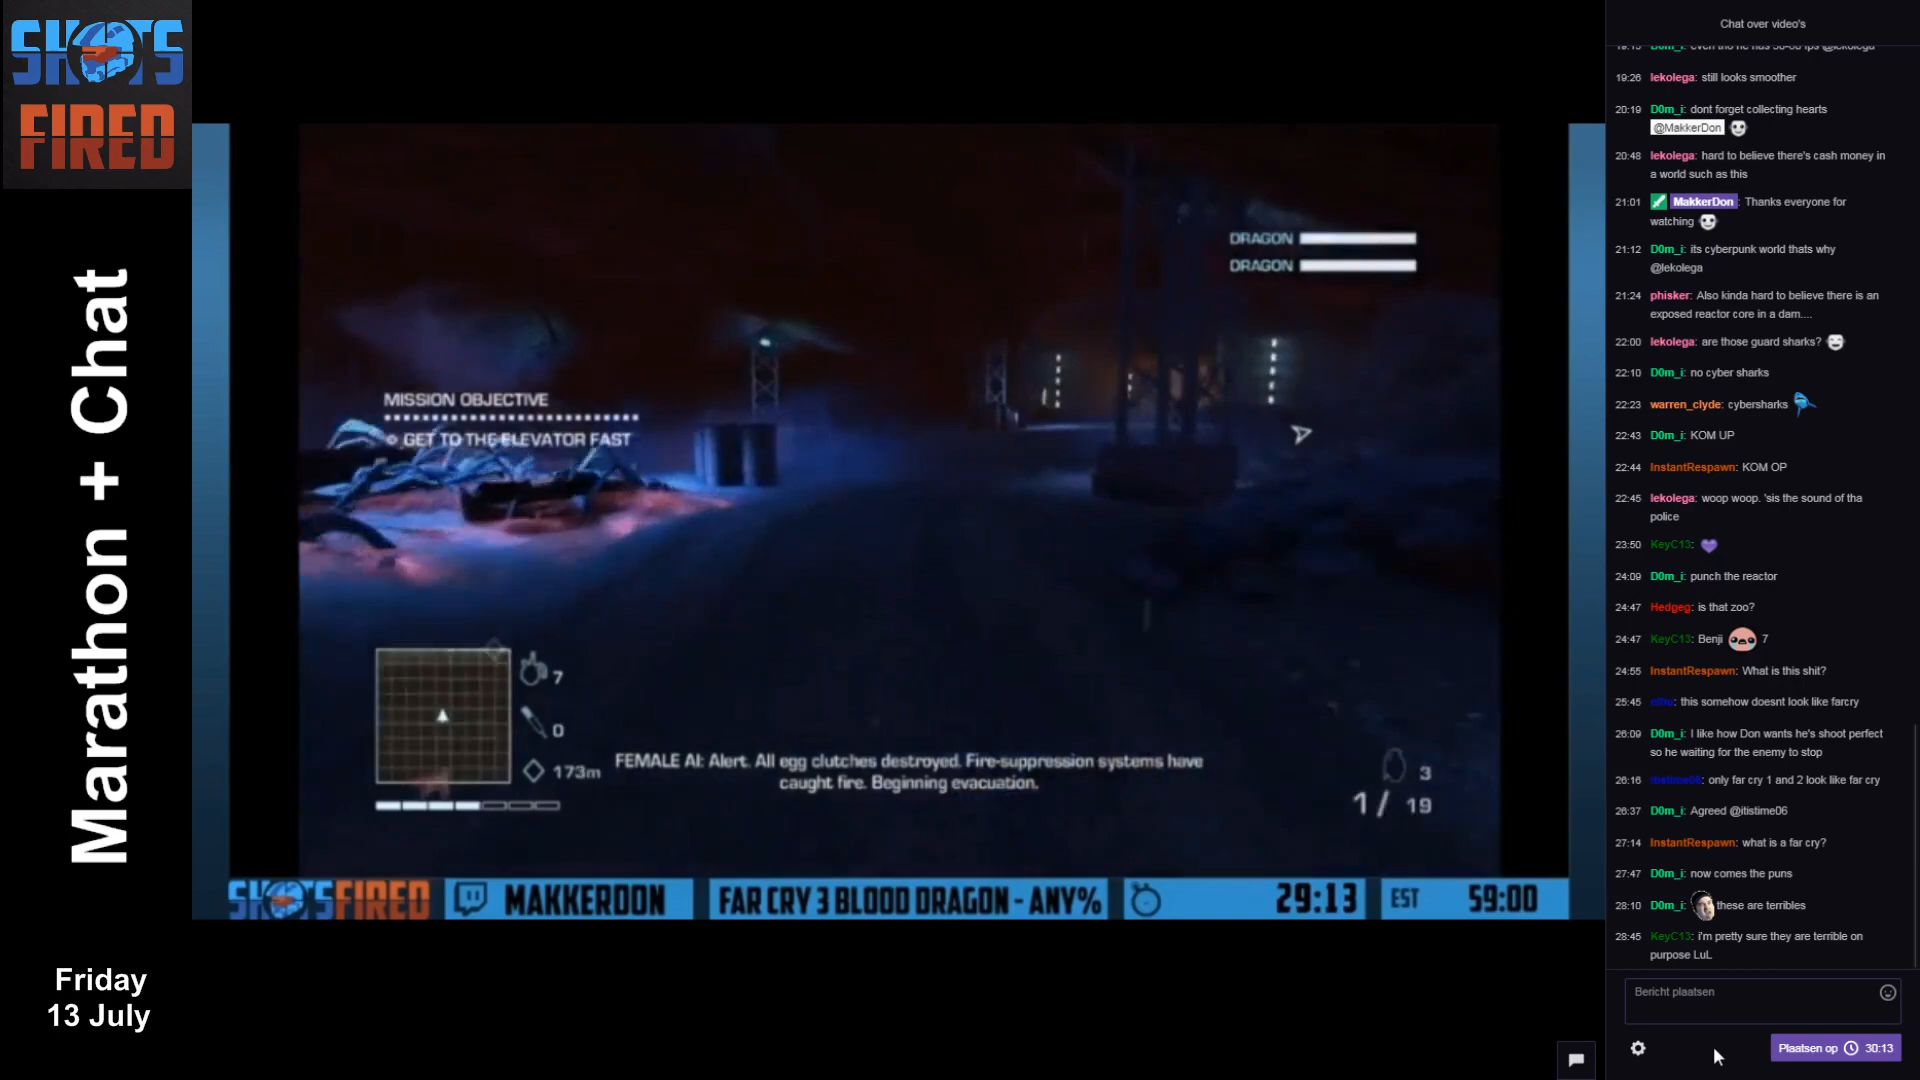 SHOTS
FIRED
Marathon + Chat
Friday
13 July
DRAGON
DRAGON
MISSION OBJECTIVE
GET TO THE ELEVATOR FAST
7
0
173m
FEMALE AI: Alert. All egg clutches destroyed. Fire-suppression systems have
caught fire. Beginning evacuation.
3
1 / 19
SHOTSFIRED
MAKKERDON
FAR CRY 3 BLOOD DRAGON - ANY%
29:13
EST 59:00
Chat over video's
19:15 D0m_i: even tho he has 50-60 fps @lekolega
19:26 lekolega: still looks smoother
20:19 D0m_i: dont forget collecting hearts
@MakkerDon
20:48 lekolega: hard to believe there's cash money in
a world such as this
21:01 MakkerDon: Thanks everyone for
watching
21:12 D0m_i: its cyberpunk world thats why
@lekolega
21:24 phisker: Also kinda hard to believe there is an
exposed reactor core in a dam....
22:00 lekolega: are those guard sharks?
22:10 D0m_i: no cyber sharks
22:23 warren_clyde: cybersharks
22:43 D0m_i: KOM UP
22:44 InstantRespawn: KOM OP
22:45 lekolega: woop woop. 'sis the sound of tha
police
23:50 KeyC13:
24:09 D0m_i: punch the reactor
24:47 Hedgeg: is that zoo?
24:47 KeyC13: Benji 7
24:55 InstantRespawn: What is this shit?
25:45 : this somehow doesnt look like farcry
26:09 D0m_i: I like how Don wants he's shoot perfect
so he waiting for the enemy to stop
26:16 itistime06: only far cry 1 and 2 look like far cry
26:37 D0m_i: Agreed @itistime06
27:14 InstantRespawn: what is a far cry?
27:47 D0m_i: now comes the puns
28:10 D0m_i: these are terribles
28:45 KeyC13: i'm pretty sure they are terrible on
purpose LuL
Bericht plaatsen
Plaatsen op 30:13